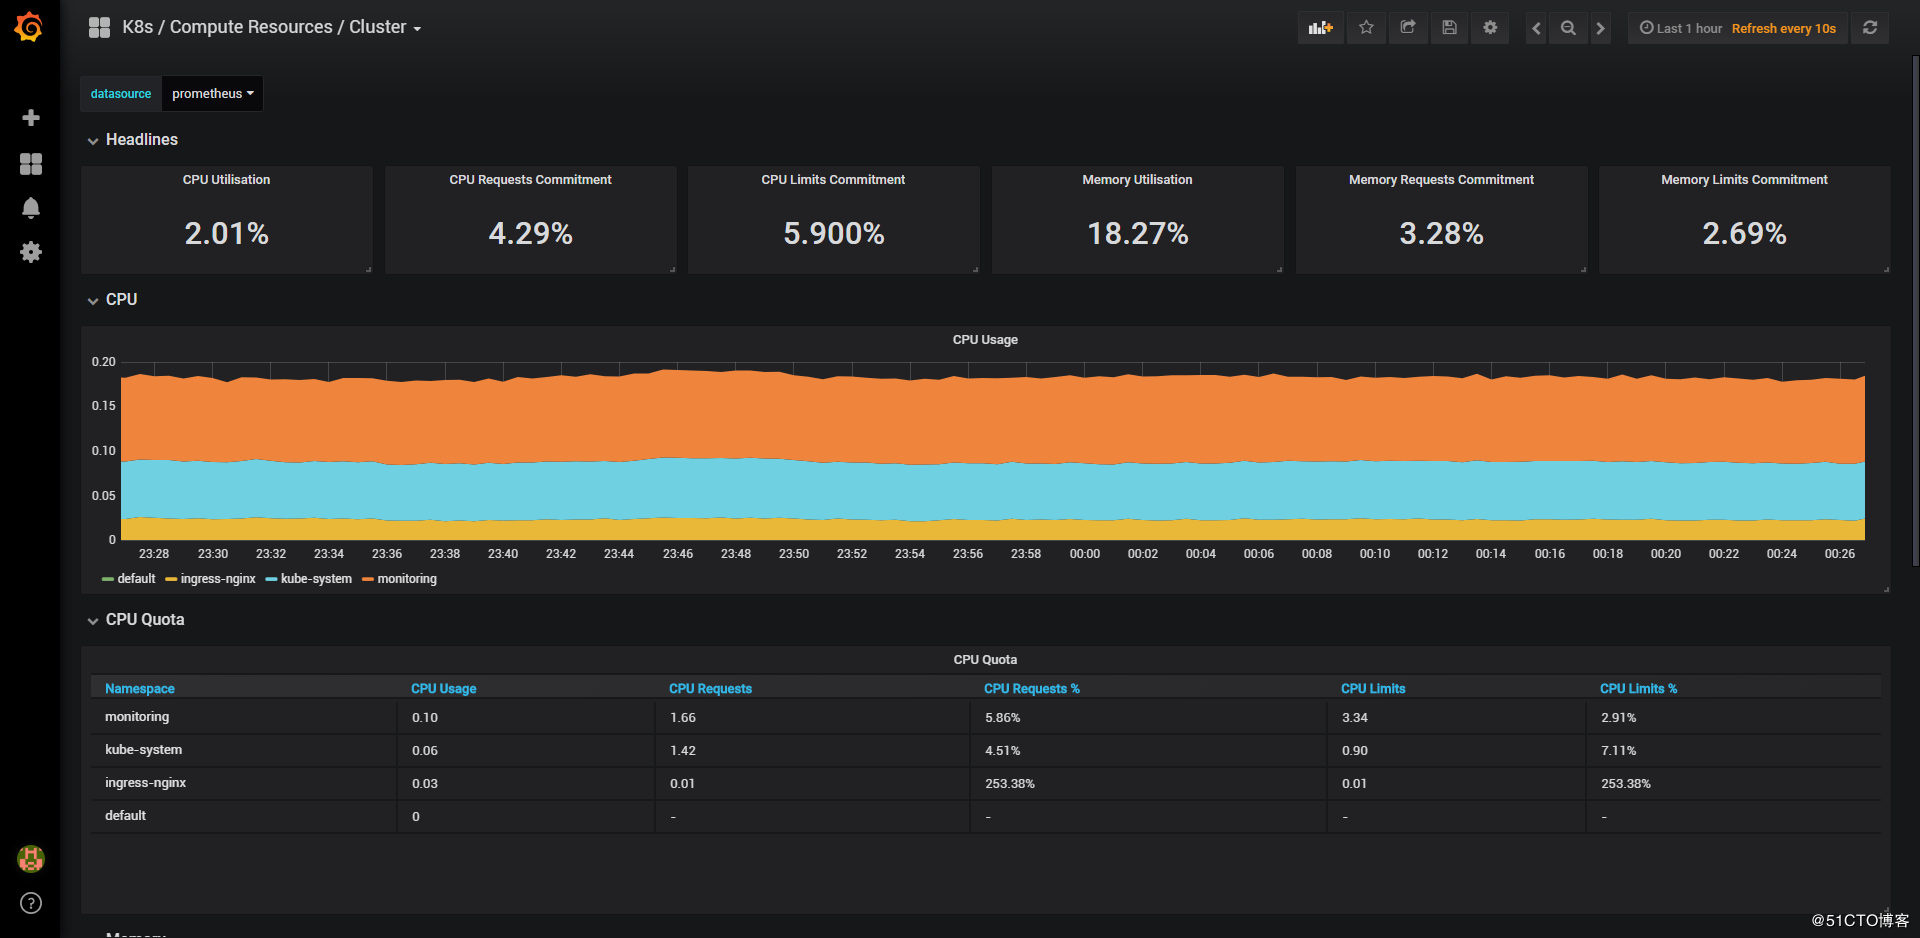 K8s / Compute Resources / Cluster
Last 1 hour Refresh every 10s
datasource prometheus
Headlines
CPU Utilisation
2.01%
CPU Requests Commitment
4.29%
CPU Limits Commitment
5.900%
Memory Utilisation
18.27%
Memory Requests Commitment
3.28%
Memory Limits Commitment
2.69%
CPU
CPU Usage
0.20
0.15
0.10
0.05
0
23:28 23:30 23:32 23:34 23:36 23:38 23:40 23:42 23:44 23:46 23:48 23:50 23:52 23:54 23:56 23:58 00:00 00:02 00:04 00:06 00:08 00:10 00:12 00:14 00:16 00:18 00:20 00:22 00:24 00:26
default ingress-nginx kube-system monitoring
CPU Quota
CPU Quota
Namespace CPU Usage CPU Requests CPU Requests % CPU Limits CPU Limits %
monitoring 0.10 1.66 5.86% 3.34 2.91%
kube-system 0.06 1.42 4.51% 0.90 7.11%
ingress-nginx 0.03 0.01 253.38% 0.01 253.38%
default 0 - - - -
Memory
@51CTO博客